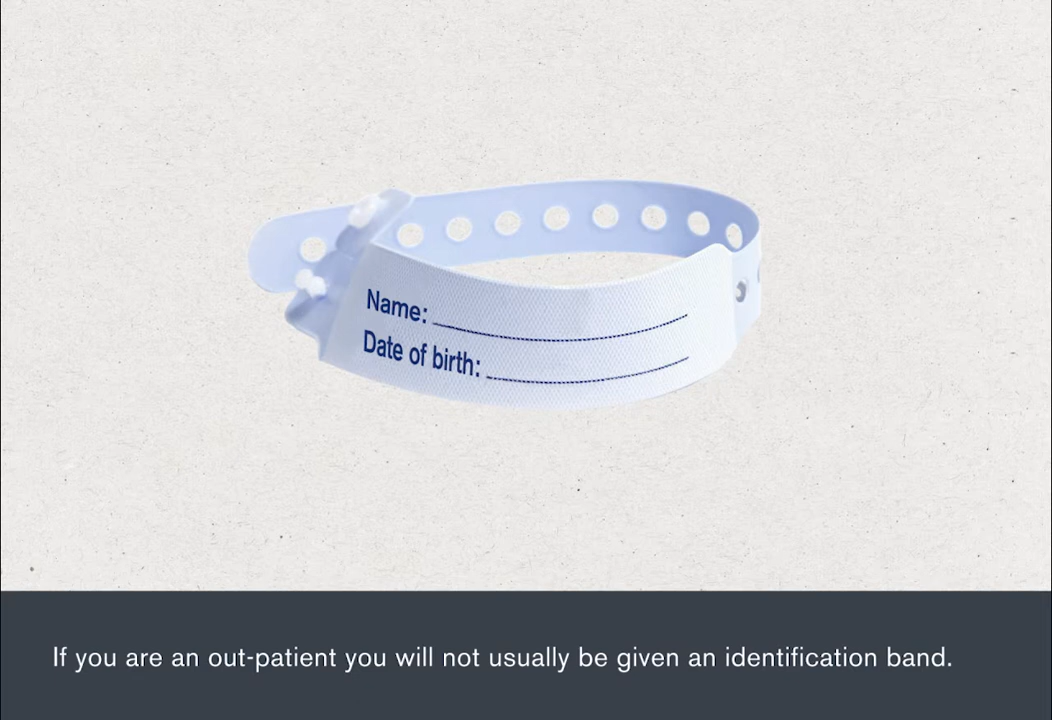 Name:
Date of birth:
If you are an out-patient you will not usually be given an identification band.